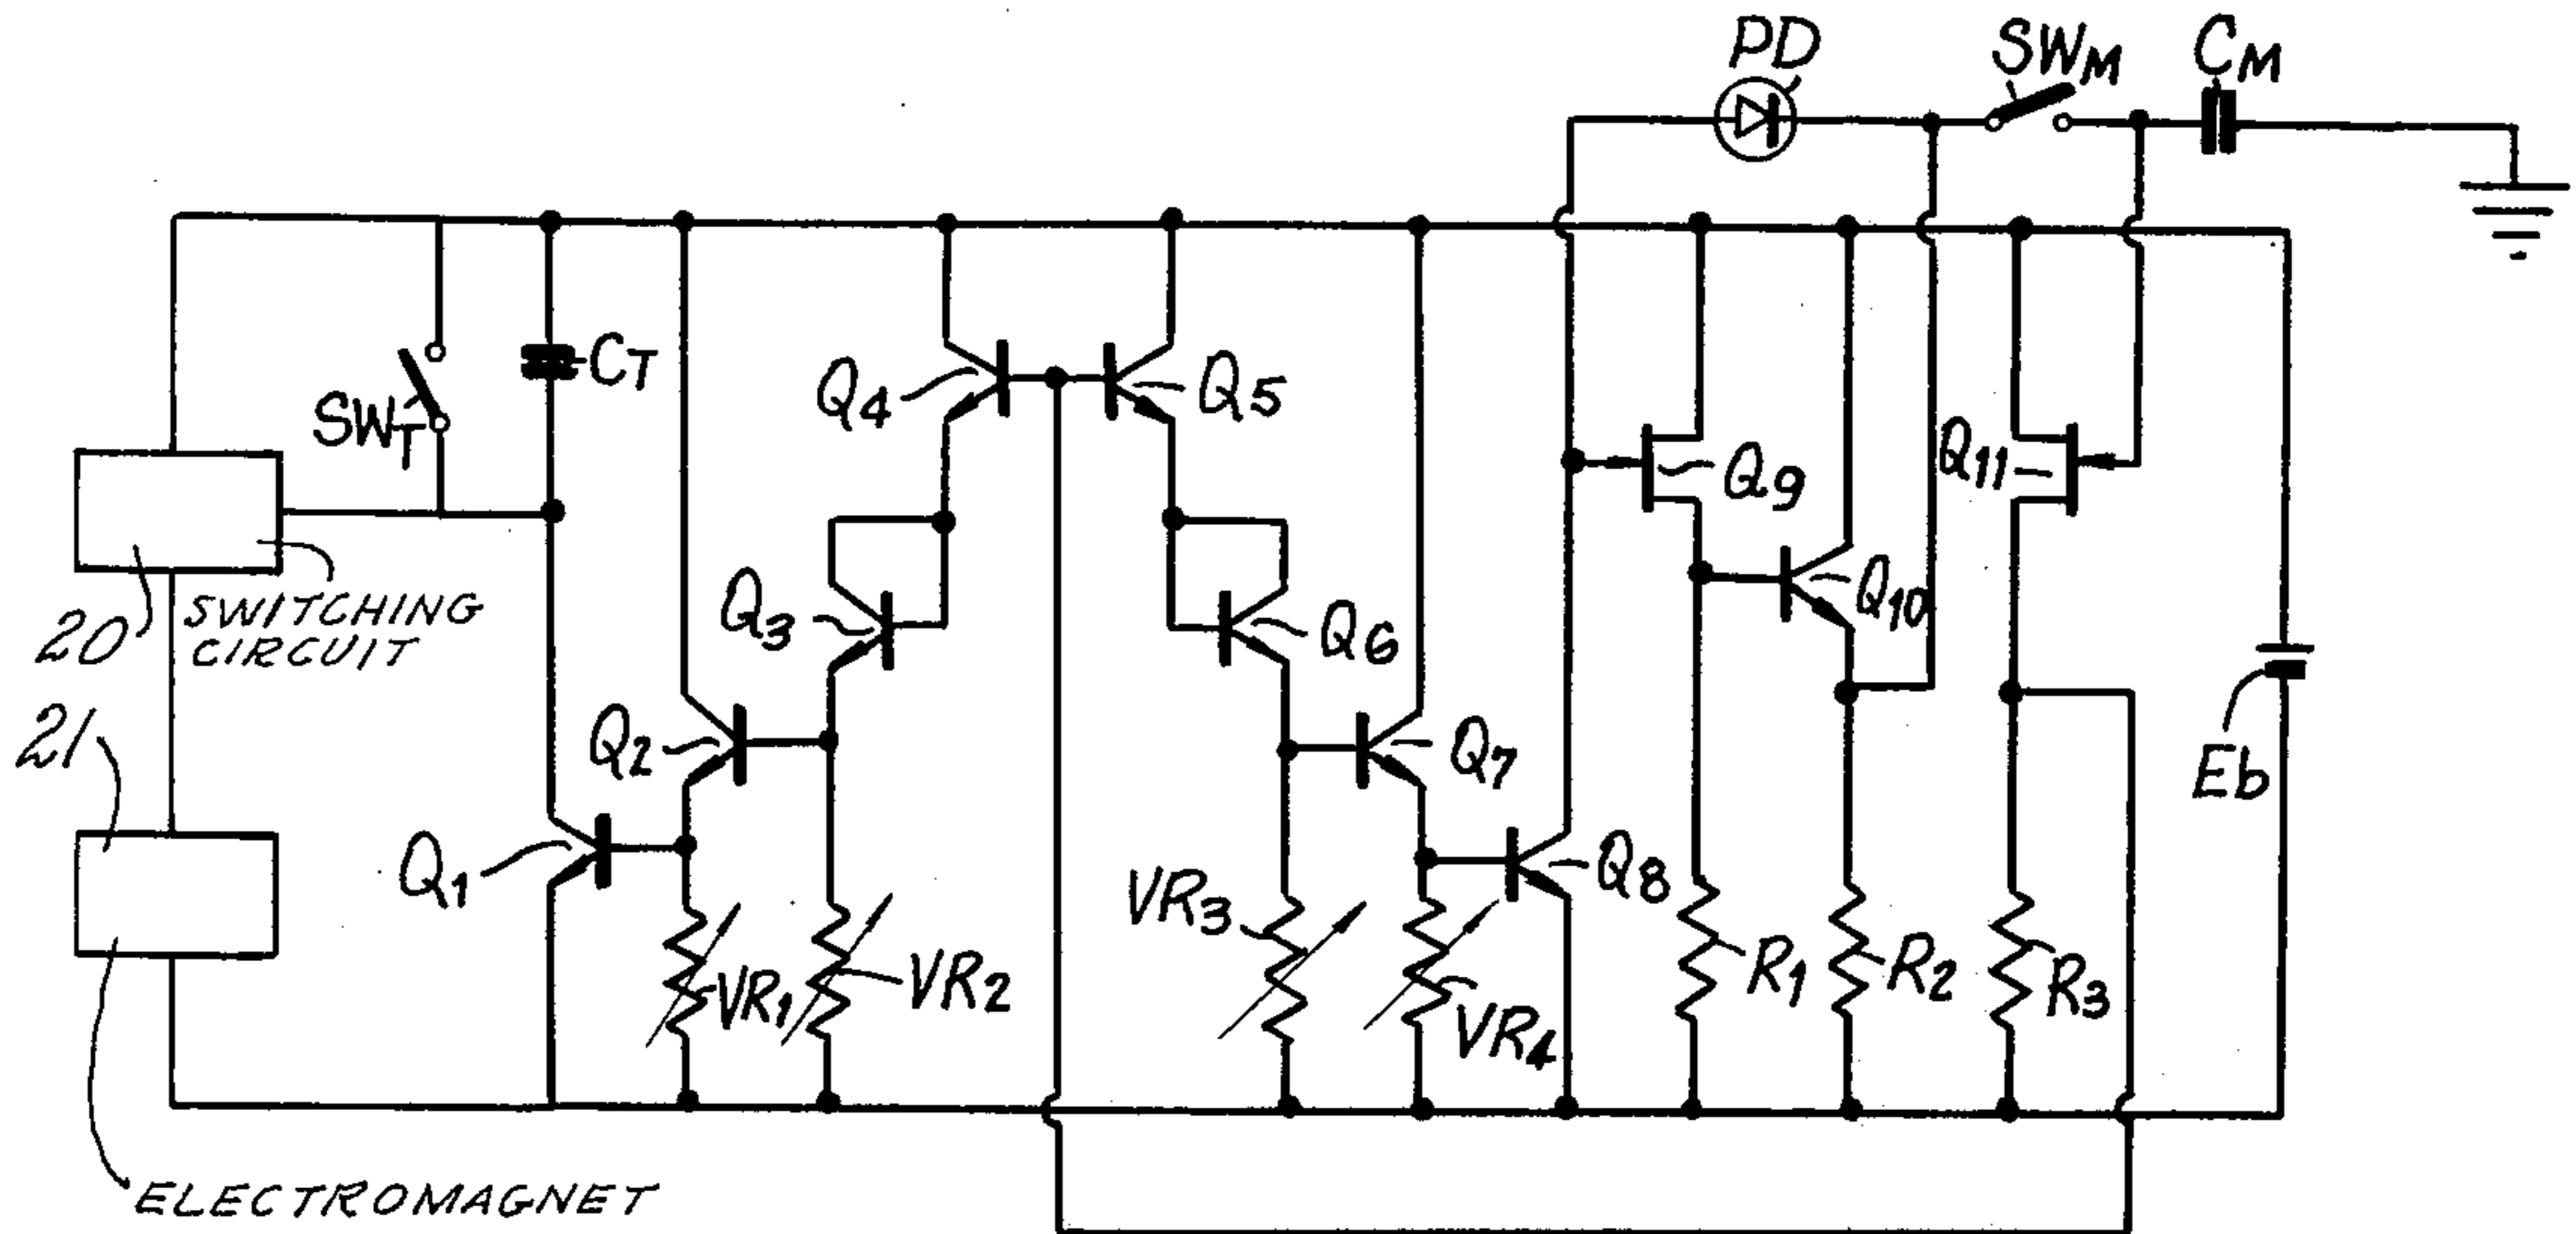 PD
SWM
CM
SWT
CT
Q4
Q5
Q9
Q11
20
SWITCHING
CIRCUIT
Q3
Q6
Q10
21
Q2
Q7
Eb
Q1
Q8
VR1
VR2
VR3
VR4
R1
R2
R3
ELECTROMAGNET